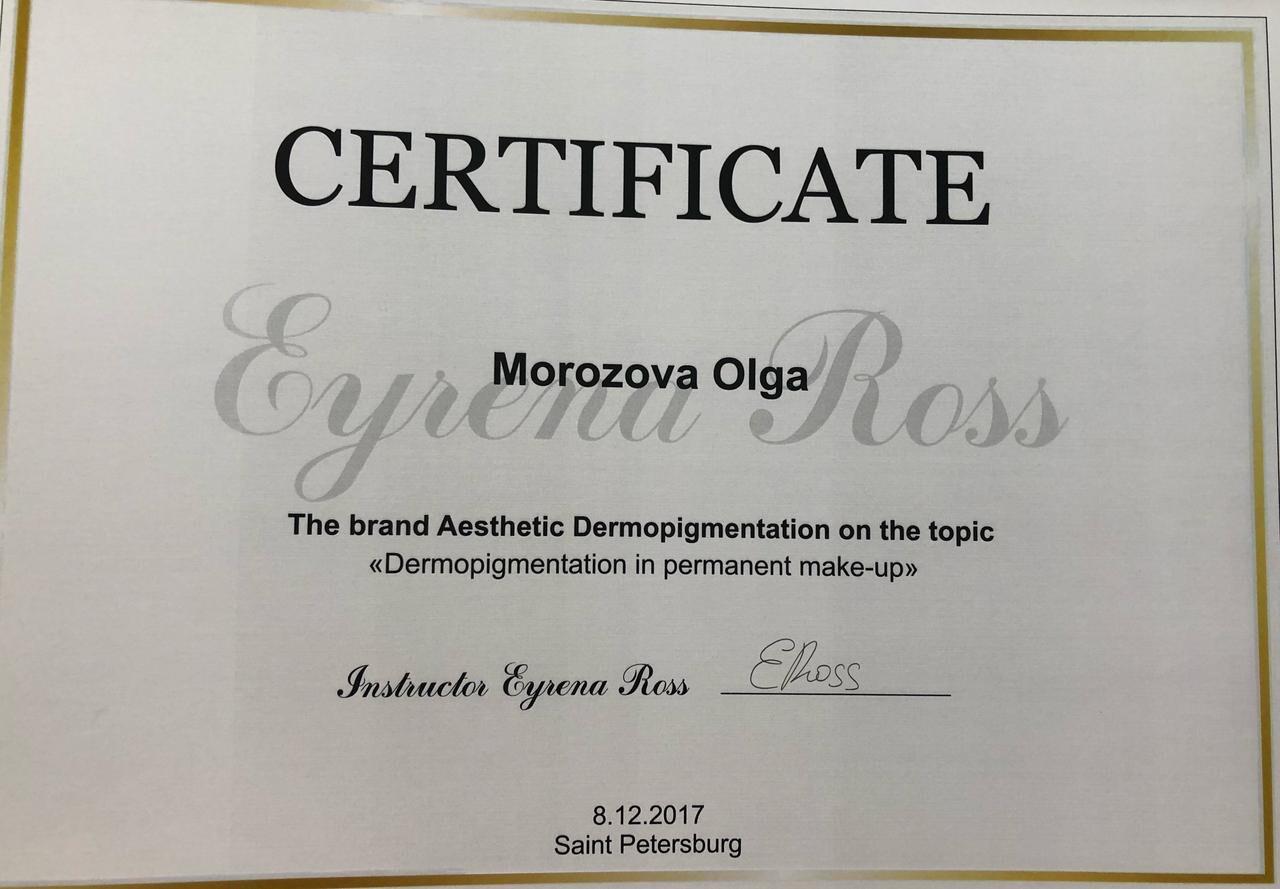 CERTIFICATE
Eyrena Ross
Morozova Olga
The brand Aesthetic Dermopigmentation on the topic
«Dermopigmentation in permanent make-up»
Instructor Eyrena Ross ERoss
8.12.2017
Saint Petersburg